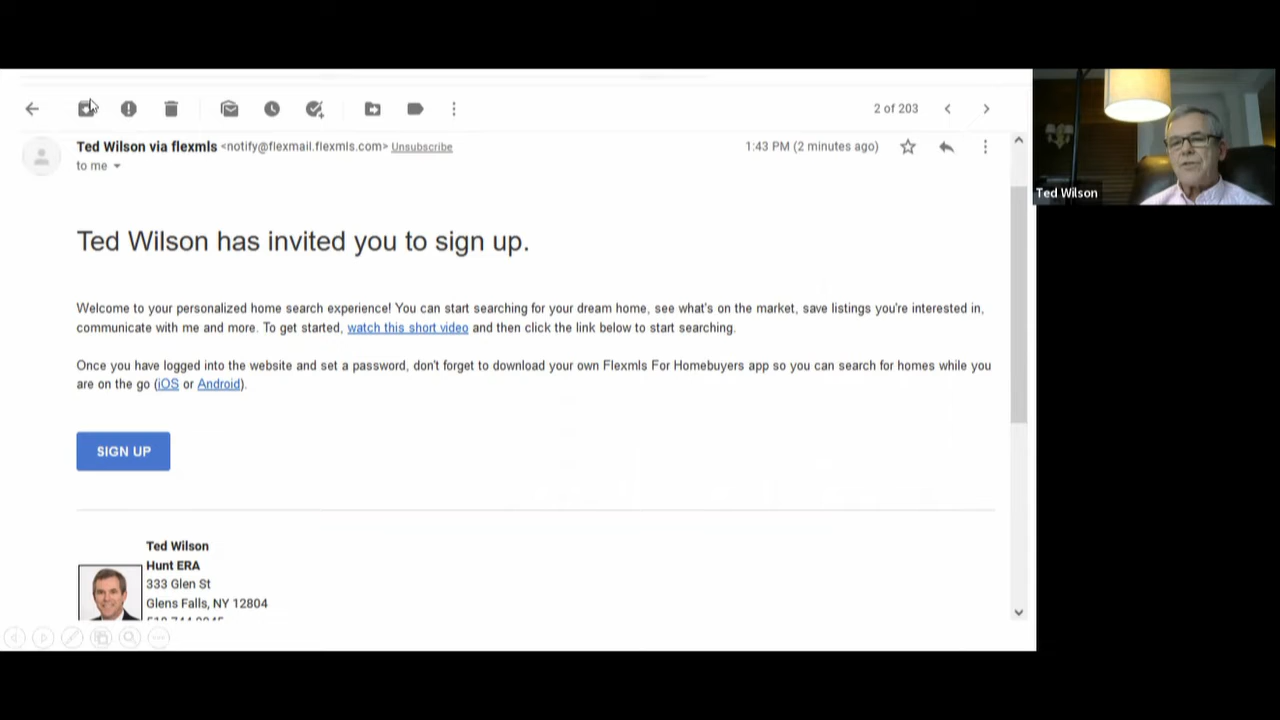 2 of 203
Ted Wilson via flexmls <notify@flexmail.flexmls.com> Unsubscribe
1:43 PM (2 minutes ago)
to me
Ted Wilson
Ted Wilson has invited you to sign up.
Welcome to your personalized home search experience! You can start searching for your dream home, see what's on the market, save listings you're interested in,
communicate with me and more. To get started, watch this short video and then click the link below to start searching.
Once you have logged into the website and set a password, don't forget to download your own Flexmls For Homebuyers app so you can search for homes while you
are on the go (iOS or Android).
SIGN UP
Ted Wilson
Hunt ERA
333 Glen St
Glens Falls, NY 12804